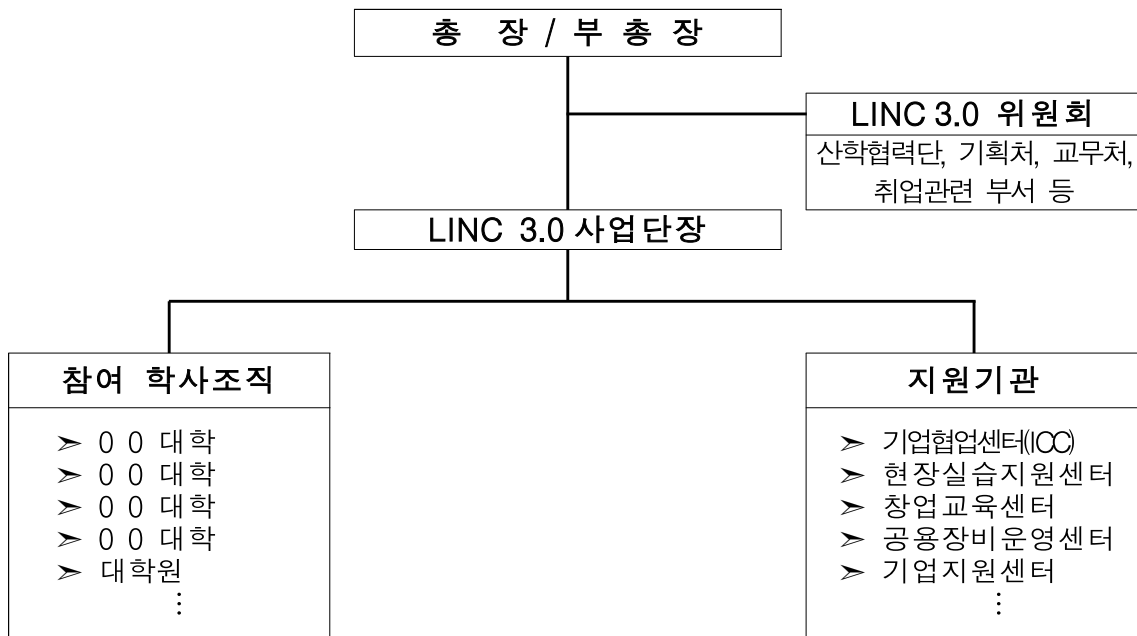 총 장 / 부 총 장
LINC 3.0 위원회
산학협력단, 기획처, 교무처,
취업관련 부서 등
LINC 3.0 사업단장
참여 학사조직
➣ 0 0 대학
➣ 0 0 대학
➣ 0 0 대학
➣ 0 0 대학
➣ 대학원
⋮
지원기관
➣ 기업협업센터(ICC)
➣ 현장실습지원센터
➣ 창업교육센터
➣ 공용장비운영센터
➣ 기업지원센터
⋮